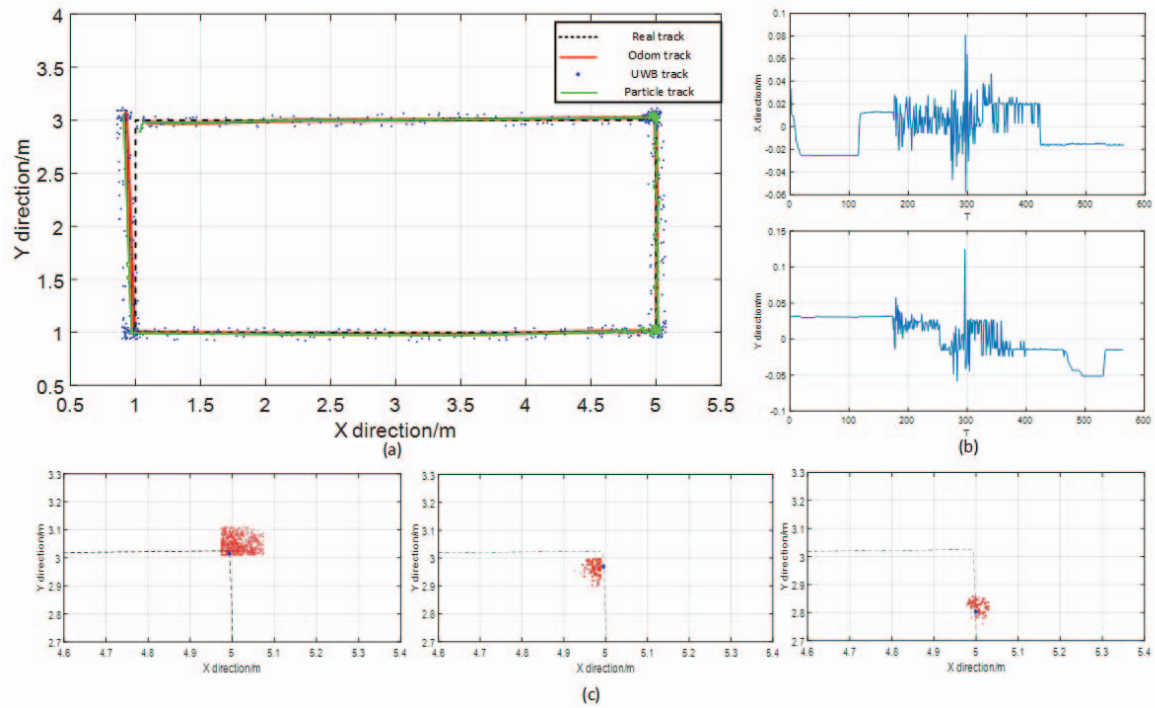 4
3.5
3
2.5
2
1.5
1
0.5
Y direction/m
Real track
Odom track
UWB track
Particle track
0.5 1 1.5 2 2.5 3 3.5 4 4.5 5 5.5
X direction/m
(a)
0.1
0.08
0.06
0.04
0.02
0
-0.02
-0.04
-0.06
X direction/m
0 100 200 300 400 500 600
T
0.15
0.1
0.05
0
-0.05
-0.1
Y direction/m
0 100 200 300 400 500 600
T
(b)
3.3
3.2
3.1
3
2.9
2.8
2.7
Y direction/m
4.6 4.7 4.8 4.9 5 5.1 5.2 5.3 5.4
X direction/m
3.3
3.2
3.1
3
2.9
2.8
2.7
Y direction/m
4.6 4.7 4.8 4.9 5 5.1 5.2 5.3 5.4
X direction/m
3.3
3.2
3.1
3
2.9
2.8
2.7
Y direction/m
4.6 4.7 4.8 4.9 5 5.1 5.2 5.3 5.4
X direction/m
(c)